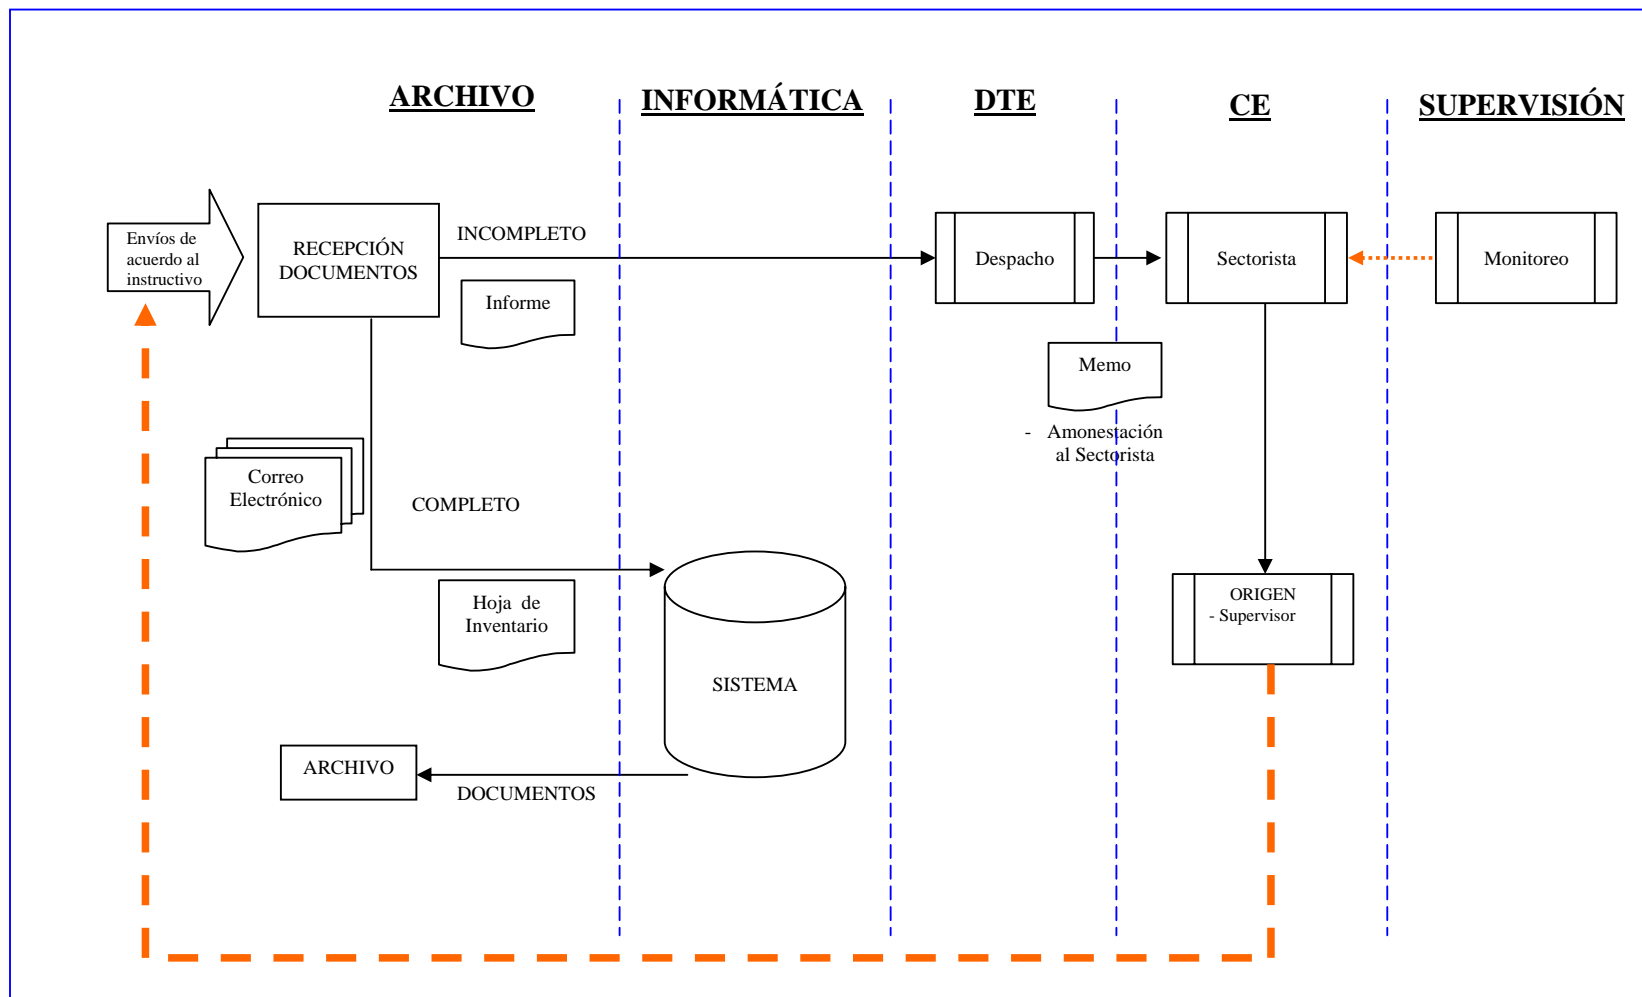 ARCHIVO
INFORMÁTICA
DTE
CE
SUPERVISIÓN
Envíos de
acuerdo al
instructivo
RECEPCIÓN
DOCUMENTOS
INCOMPLETO
Informe
Despacho
Sectorista
Monitoreo
Memo
- Amonestación
al Sectorista
Correo
Electrónico
COMPLETO
Hoja de
Inventario
SISTEMA
ORIGEN
- Supervisor
ARCHIVO
DOCUMENTOS